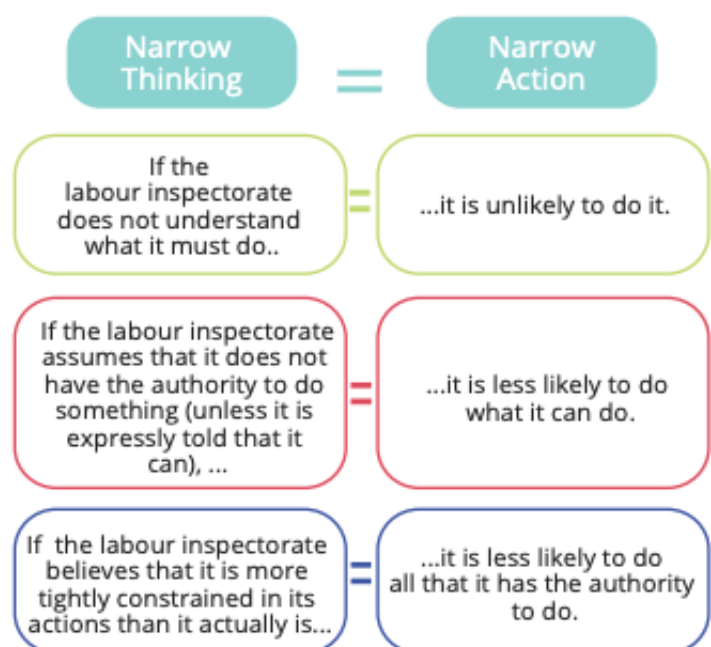 Narrow
Thinking
=
Narrow
Action
If the
labour inspectorate
does not understand
what it must do..
=
...it is unlikely to do it.
If the labour inspectorate
assumes that it does not
have the authority to do
something (unless it is
expressly told that it
can), ...
=
...it is less likely to do
what it can do.
If the labour inspectorate
believes that it is more
tightly constrained in its
actions than it actually is...
=
...it is less likely to do
all that it has the authority
to do.